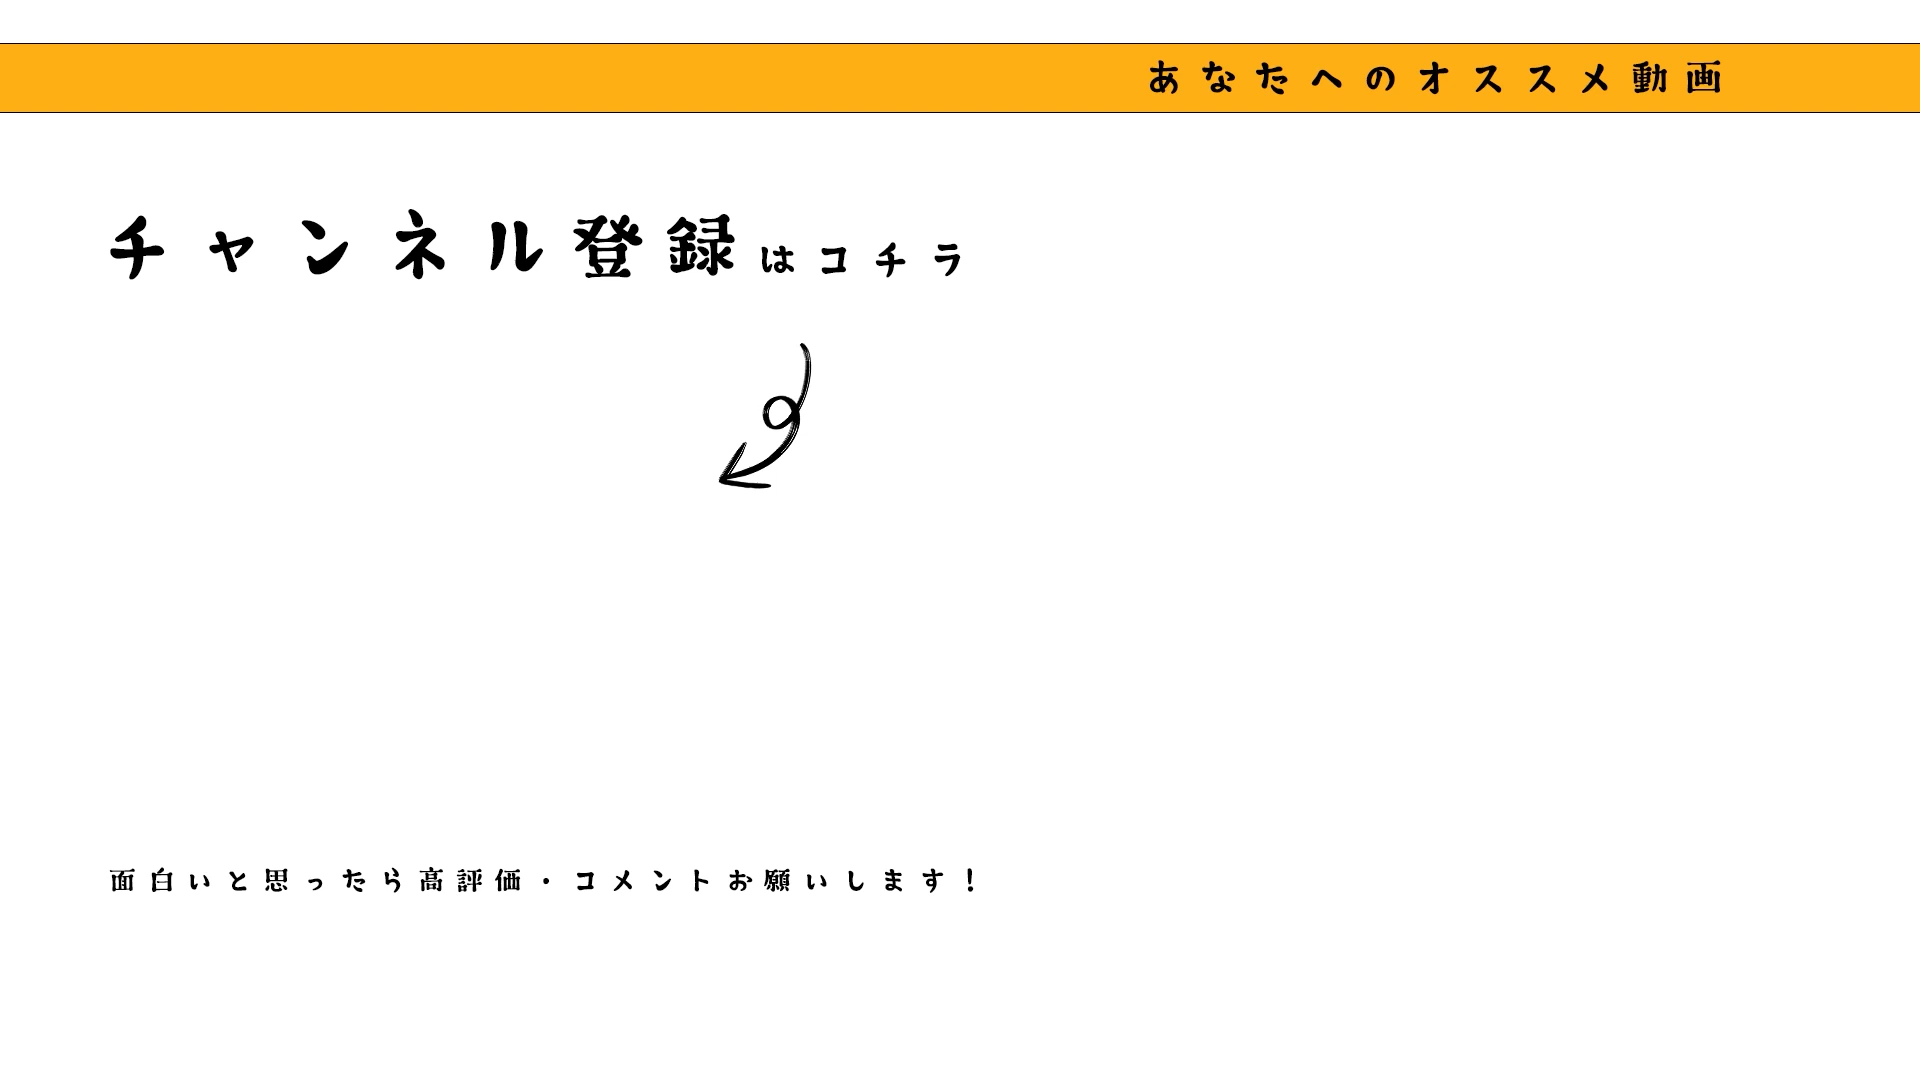 あなたへのオススメ動画
チャンネル登録はコチラ
面白いと思ったら高評価・コメントお願いします！